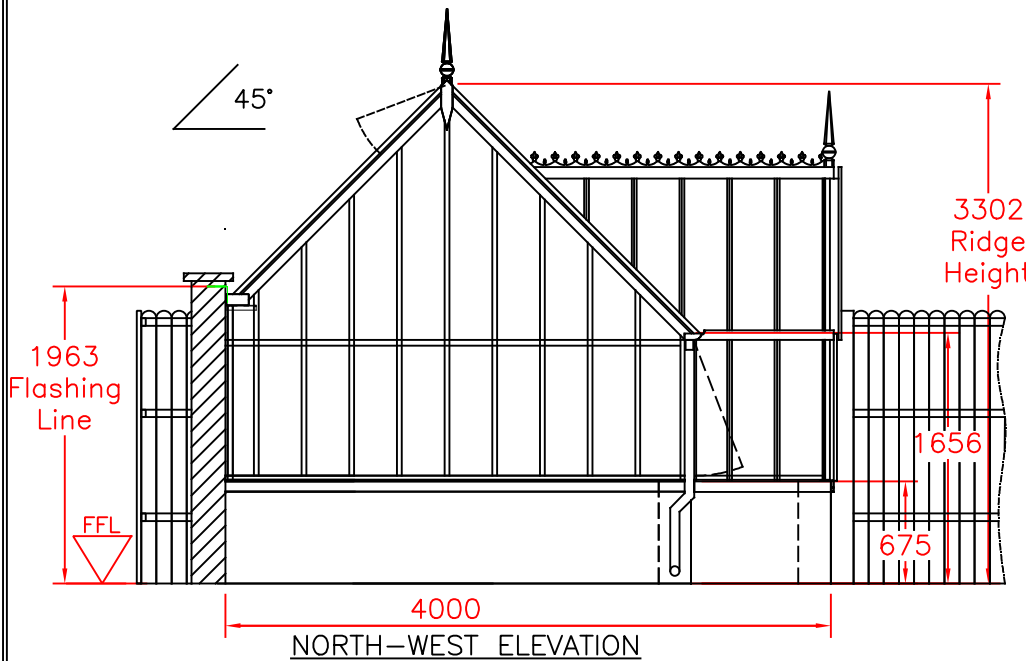 45°
3302
Ridge
Height
1963
Flashing
Line
1656
FFL
675
4000
NORTH-WEST ELEVATION